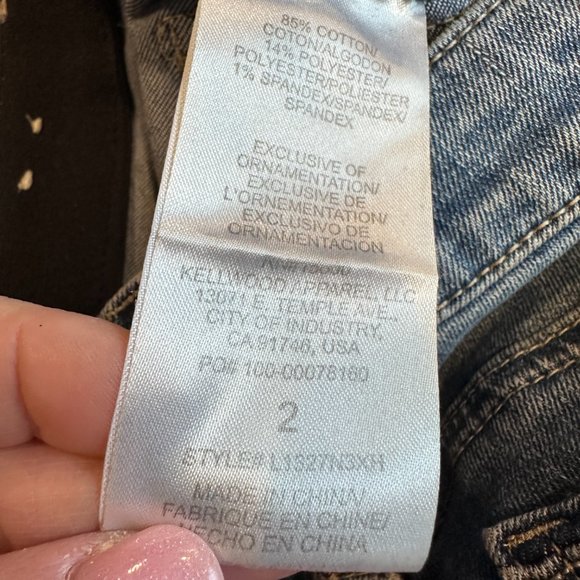 85% COTTON/
COTON/ALGODON
14% POLYESTER/
POLYESTER/POLIESTER
1% SPANDEX/SPANDEX/
SPANDEX
EXCLUSIVE OF
ORNAMENTATION/
EXCLUSIVE DE
L'ORNEMENTATION/
EXCLUSIVO DE
ORNAMENTACION
KELLWOOD APPAREL, LLC
13071 E. TEMPLE AVE.,
CITY OF INDUSTRY,
CA 91746, USA
PO# 100-00078160
2
STYLE# L1327N3XH
MADE IN CHINA/
FABRIQUE EN CHINE/
HECHO EN CHINA